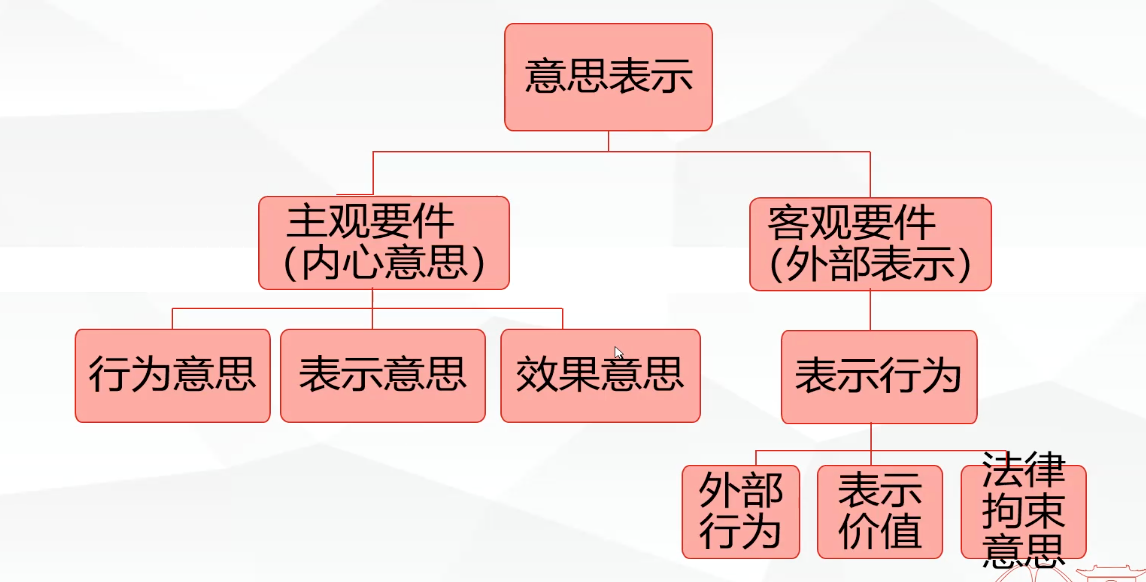 意思表示
主观要件
（内心意思）
客观要件
（外部表示）
行为意思
表示意思
效果意思
表示行为
外部
行为
表示
价值
法律
拘束
意思